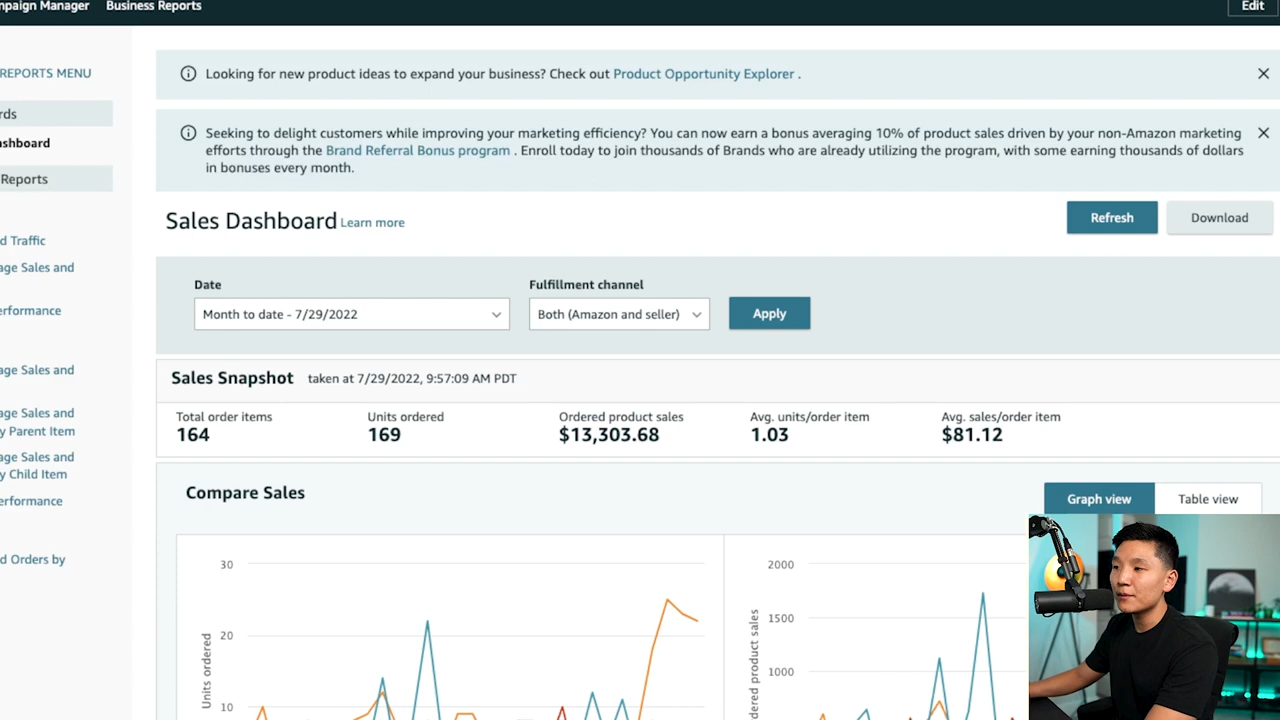 paign Manager
Business Reports
Edit
REPORTS MENU
rds
shboard
Reports
d Traffic
age Sales and
erformance
age Sales and
age Sales and
y Parent Item
age Sales and
y Child Item
erformance
d Orders by
Looking for new product ideas to expand your business? Check out Product Opportunity Explorer .
Seeking to delight customers while improving your marketing efficiency? You can now earn a bonus averaging 10% of product sales driven by your non-Amazon marketing
efforts through the Brand Referral Bonus program . Enroll today to join thousands of Brands who are already utilizing the program, with some earning thousands of dollars
in bonuses every month.
Sales Dashboard Learn more
Refresh
Download
Date
Fulfillment channel
Month to date - 7/29/2022
Both (Amazon and seller)
Apply
Sales Snapshot taken at 7/29/2022, 9:57:09 AM PDT
Total order items
Units ordered
Ordered product sales
Avg. units/order item
Avg. sales/order item
164
169
$13,303.68
1.03
$81.12
Compare Sales
Graph view
Table view
30
20
10
Units ordered
2000
1500
1000
dered product sales